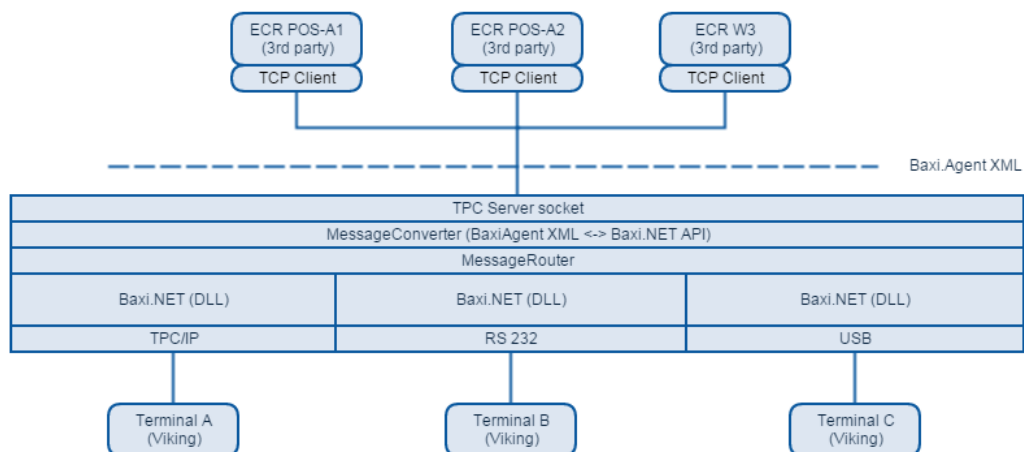 ECR POS-A1 ECR POS-A2 ECR W3
(3rd party) (3rd party) (3rd party)
TCP Client TCP Client TCP Client
Baxi.Agent XML
TPC Server socket
MessageConverter (BaxiAgent XML <-> Baxi.NET API)
MessageRouter
Baxi.NET (DLL) Baxi.NET (DLL) Baxi.NET (DLL)
TPC/IP RS 232 USB
Terminal A Terminal B Terminal C
(Viking) (Viking) (Viking)